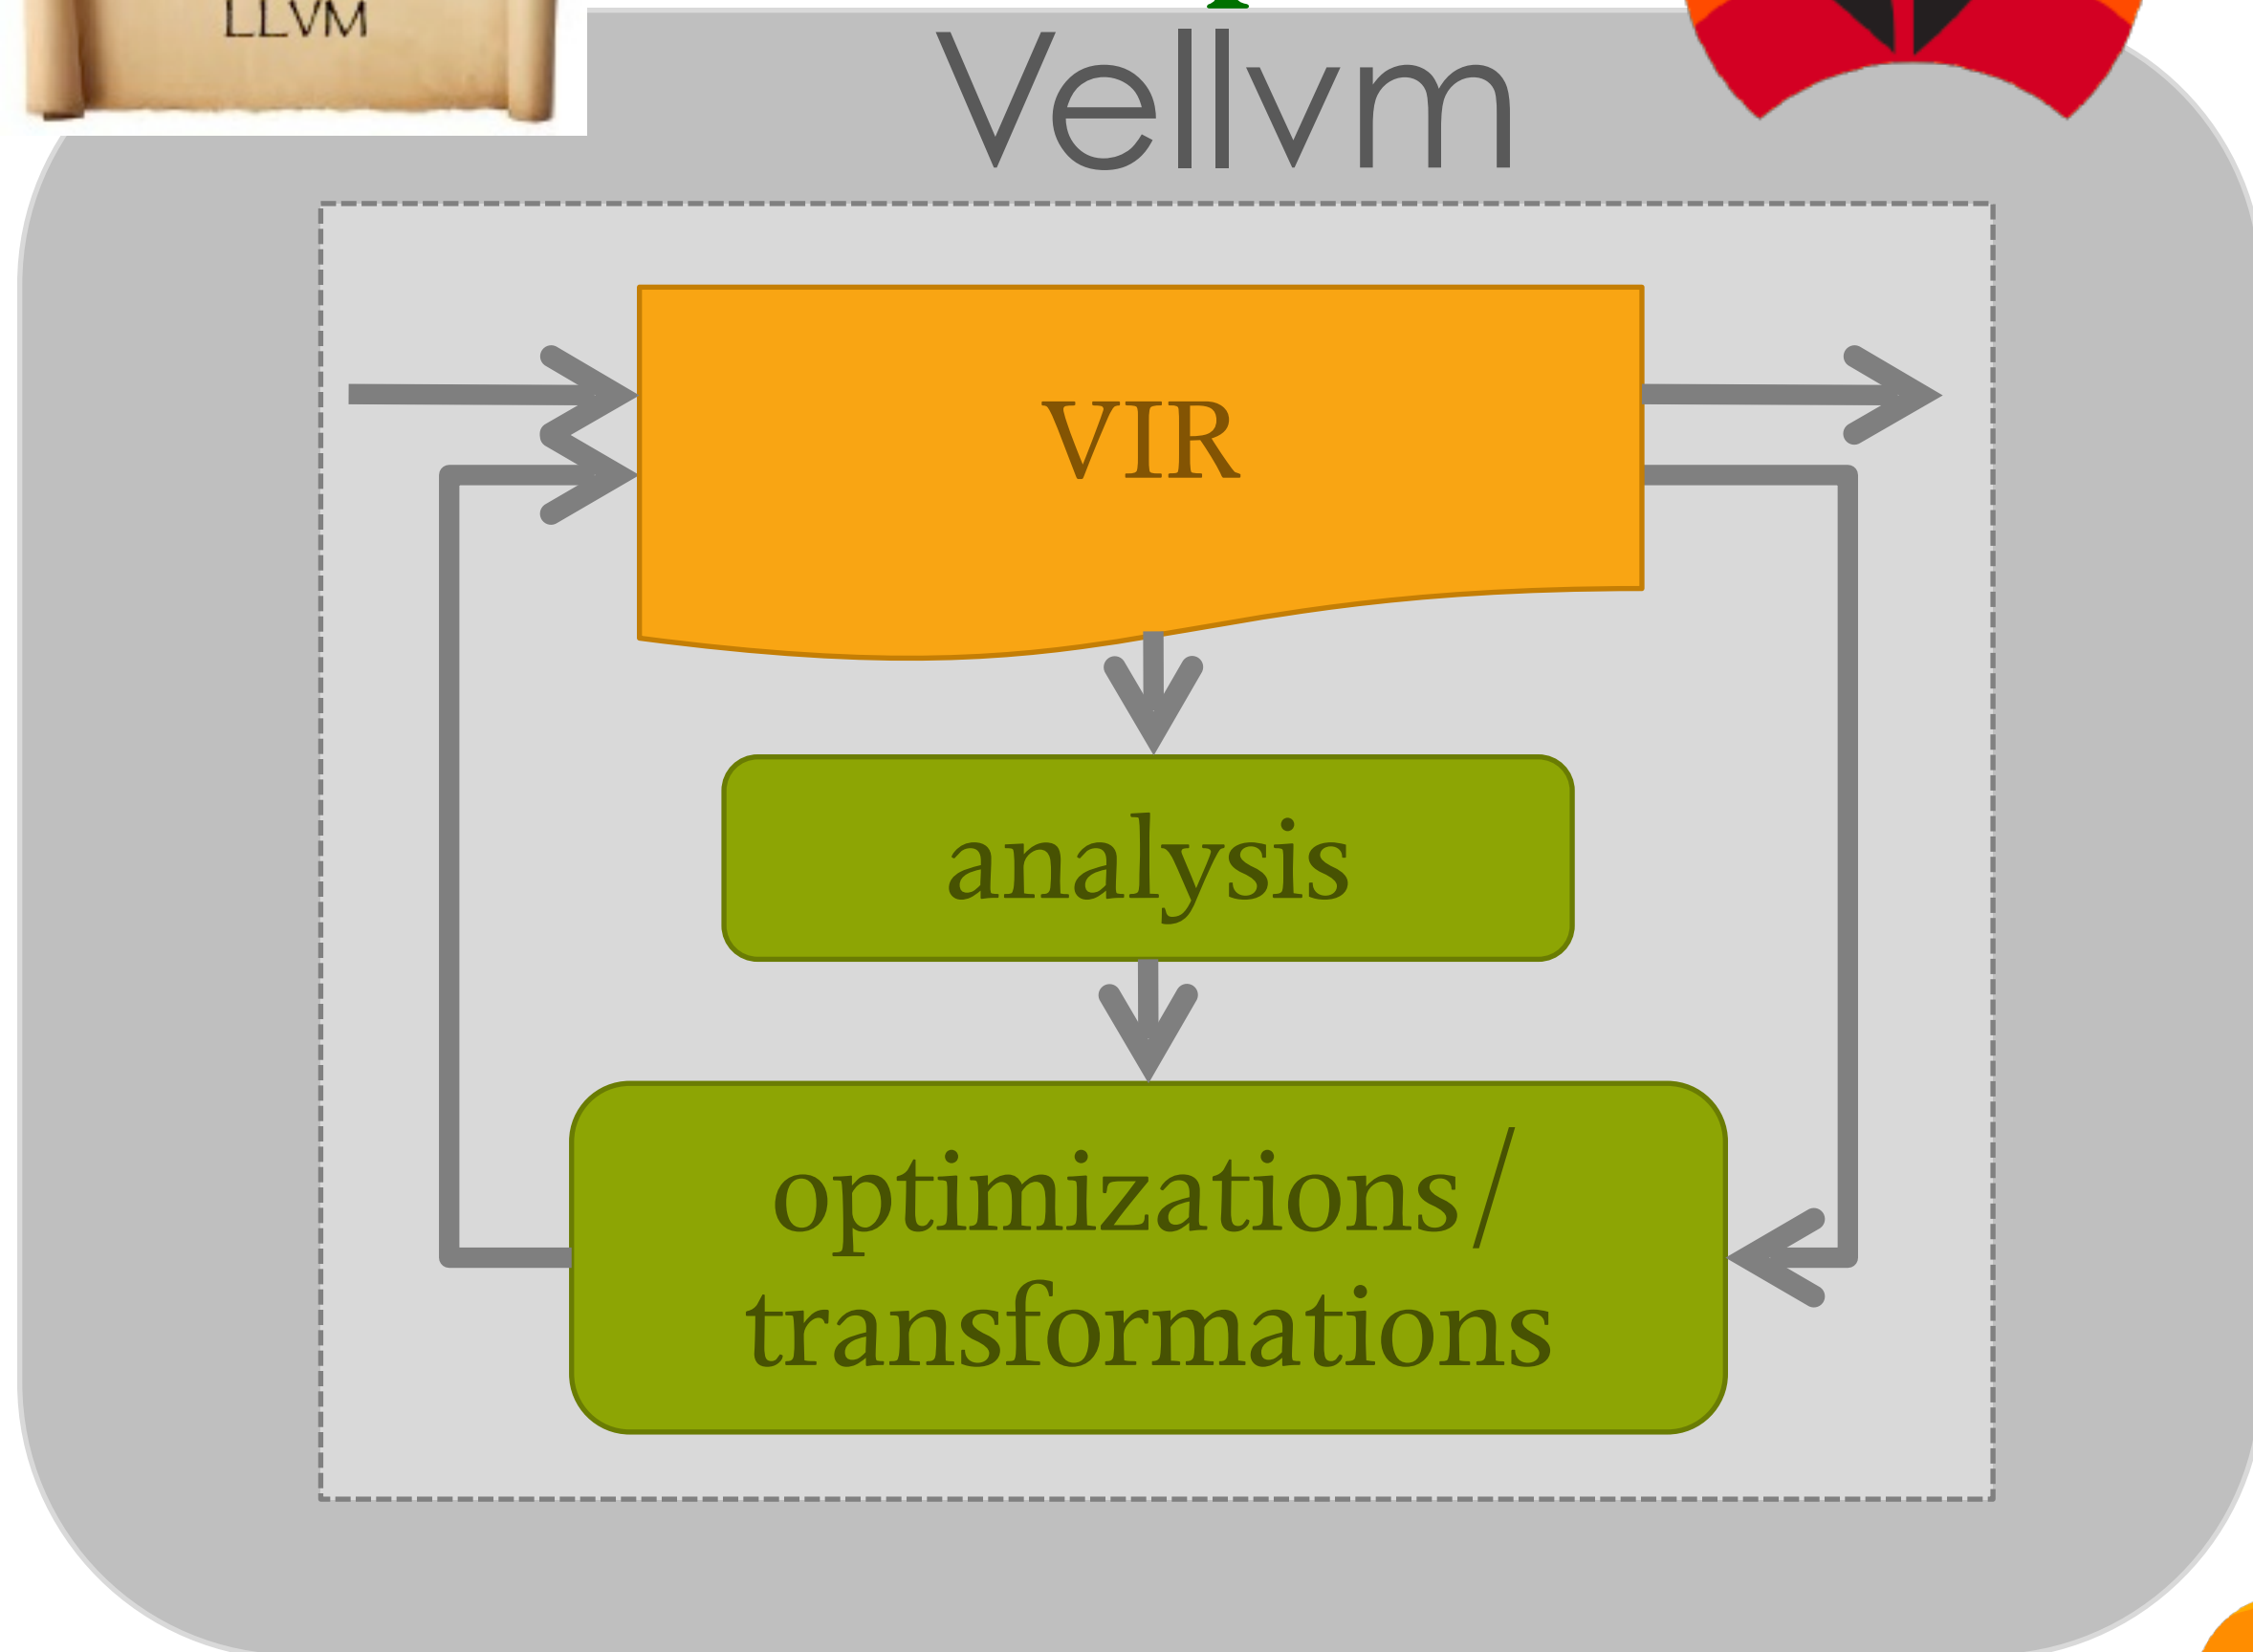 LLVM
Vellvm
VIR
analysis
optimizations/
transformations